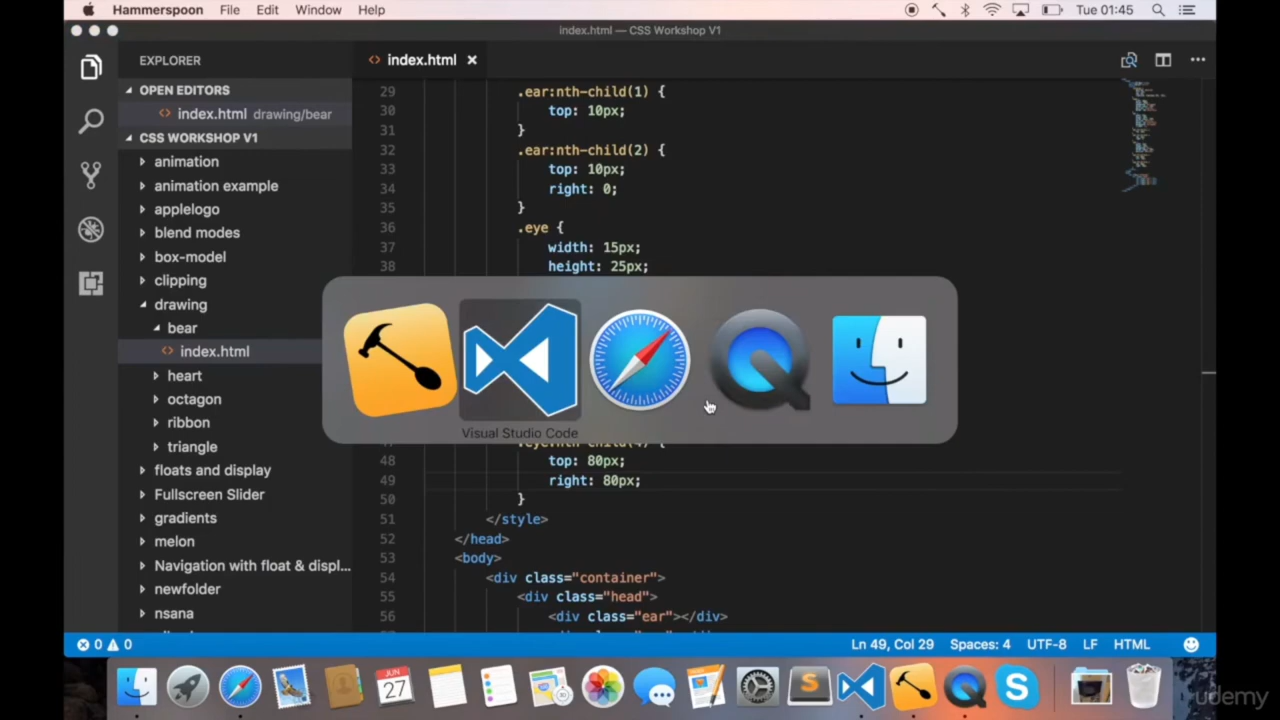 Hammerspoon File Edit Window Help Tue 01:45
index.html — CSS Workshop V1
EXPLORER
OPEN EDITORS
index.html drawing/bear
CSS WORKSHOP V1
animation
animation example
applelogo
blend modes
box-model
clipping
drawing
bear
index.html
heart
octagon
ribbon
triangle
floats and display
Fullscreen Slider
gradients
melon
Navigation with float & displ...
newfolder
nsana
<> index.html ×
29 .ear:nth-child(1) {
30 top: 10px;
31 }
32 .ear:nth-child(2) {
33 top: 10px;
34 right: 0;
35 }
36 .eye {
37 width: 15px;
38 height: 25px;
Visual Studio Code
.eye:nth-child(4) {
48 top: 80px;
49 right: 80px;
50 }
51 </style>
52 </head>
53 <body>
54 <div class="container">
55 <div class="head">
56 <div class="ear"></div>
0 0 Ln 49, Col 29 Spaces: 4 UTF-8 LF HTML
JUN
27
udemy